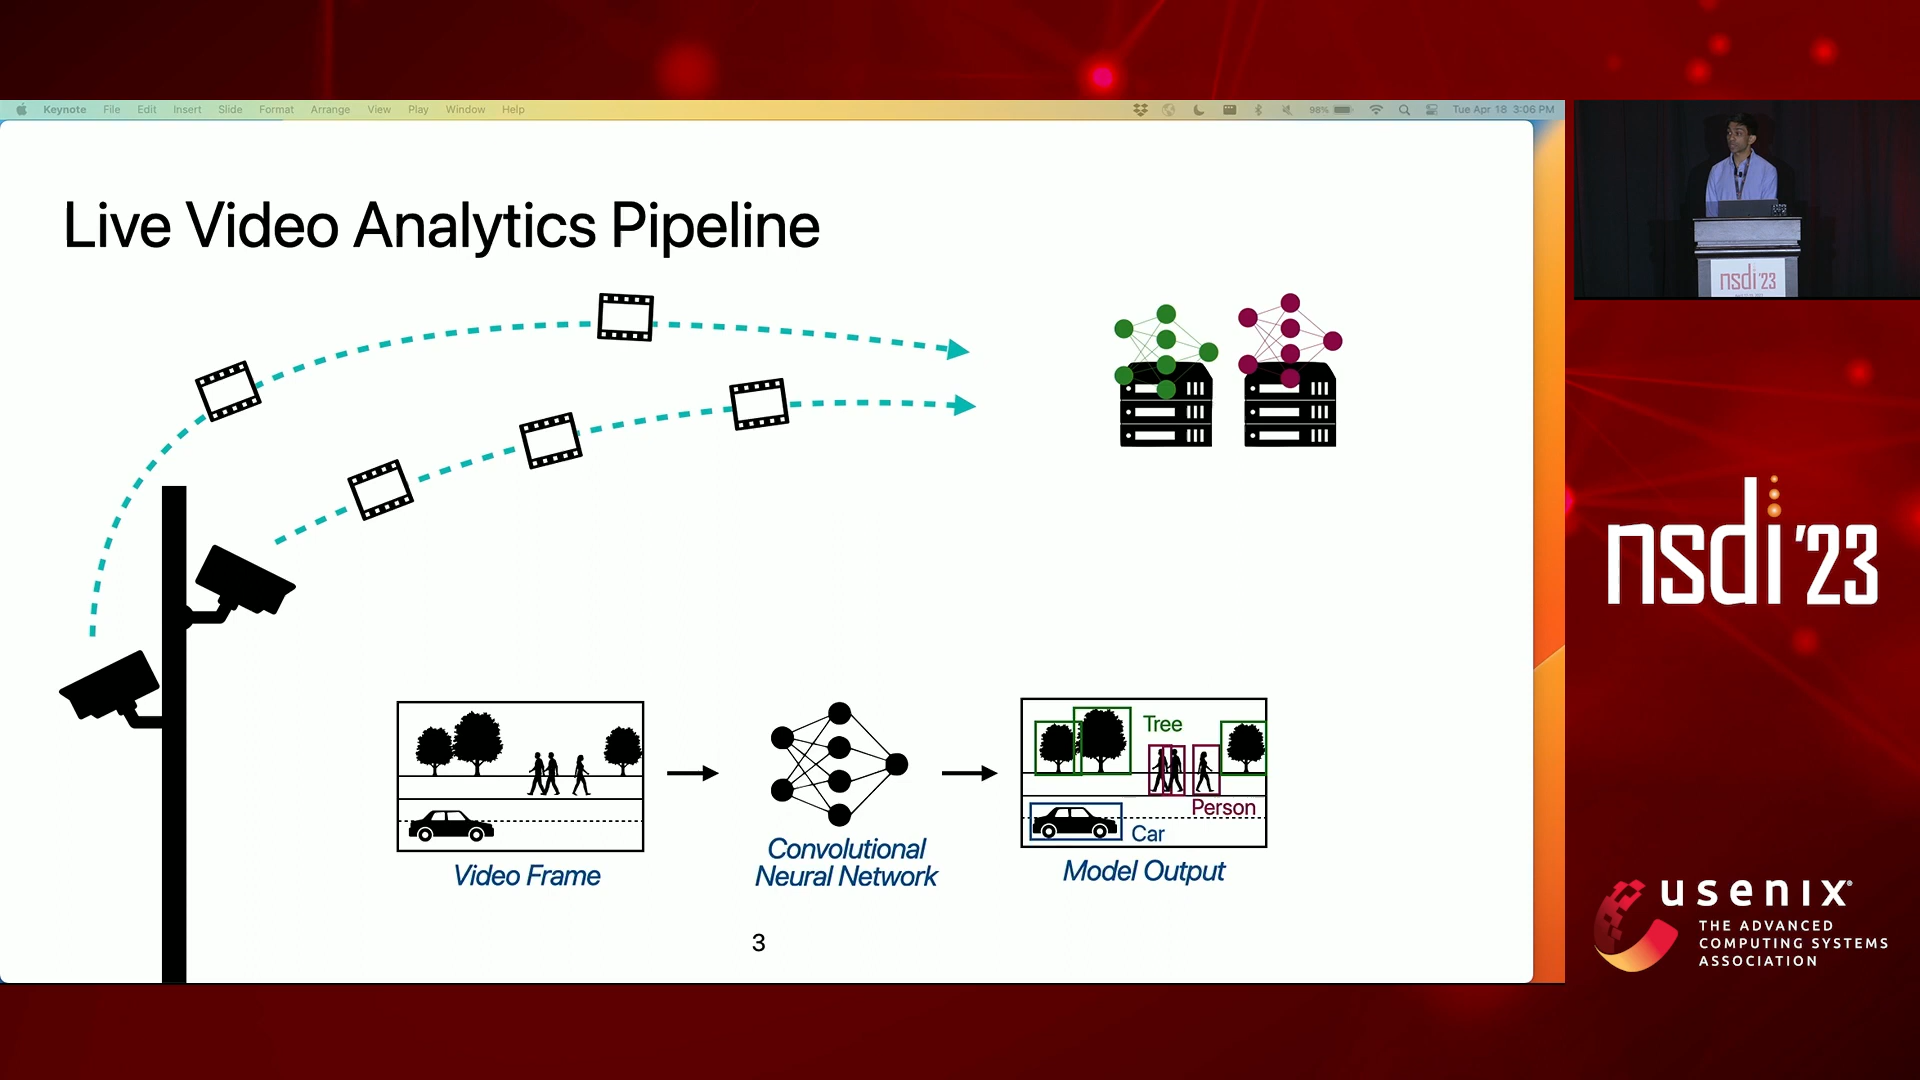 Keynote File Edit Insert Slide Format Arrange View Play Window Help 98% Tue Apr 18 3:06 PM
Live Video Analytics Pipeline
Tree
Person
Car
Video Frame
Convolutional
Neural Network
Model Output
3
nsdi '23
nsdi '23
usenix®
THE ADVANCED
COMPUTING SYSTEMS
ASSOCIATION